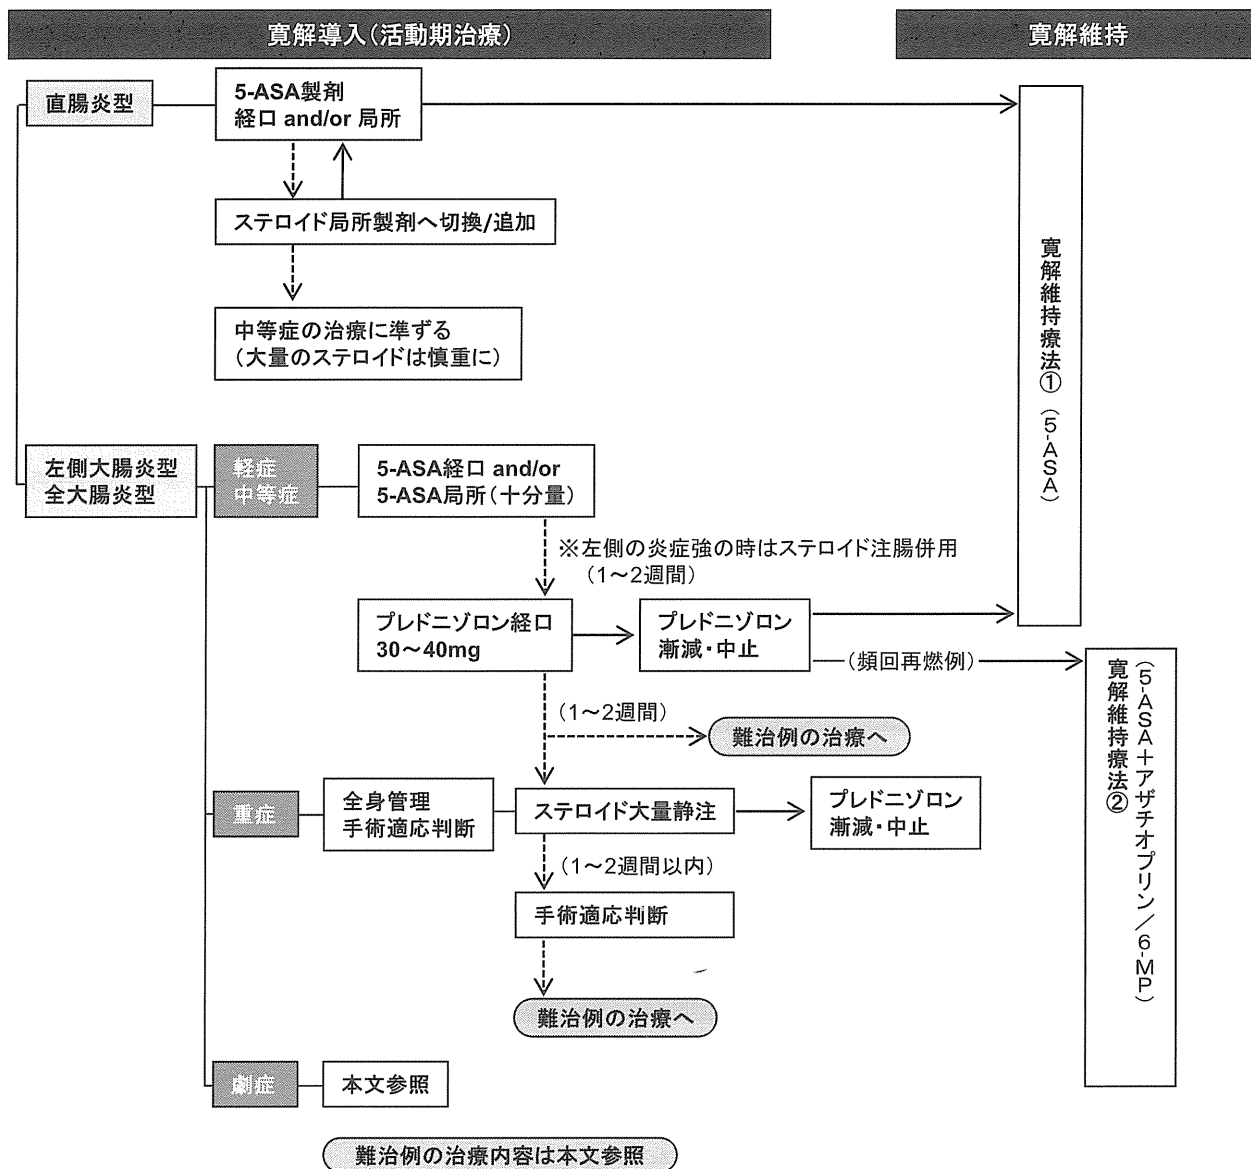 寛解導入（活動期治療）
寛解維持
直腸炎型
5-ASA製剤
経口 and/or 局所
ステロイド局所製剤へ切換/追加
中等症の治療に準ずる
（大量のステロイドは慎重に）
寛解維持療法①（5-ASA）
左側大腸炎型
全大腸炎型
軽症
中等症
5-ASA経口 and/or
5-ASA局所（十分量）
※左側の炎症強の時はステロイド注腸併用
（1～2週間）
プレドニゾロン経口
30～40mg
プレドニゾロン
漸減・中止
（頻回再燃例）
寛解維持療法②
（5-ASA＋アザチオプリン／6-MP）
（1～2週間）
難治例の治療へ
重症
全身管理
手術適応判断
ステロイド大量静注
プレドニゾロン
漸減・中止
（1～2週間以内）
手術適応判断
難治例の治療へ
劇症
本文参照
難治例の治療内容は本文参照